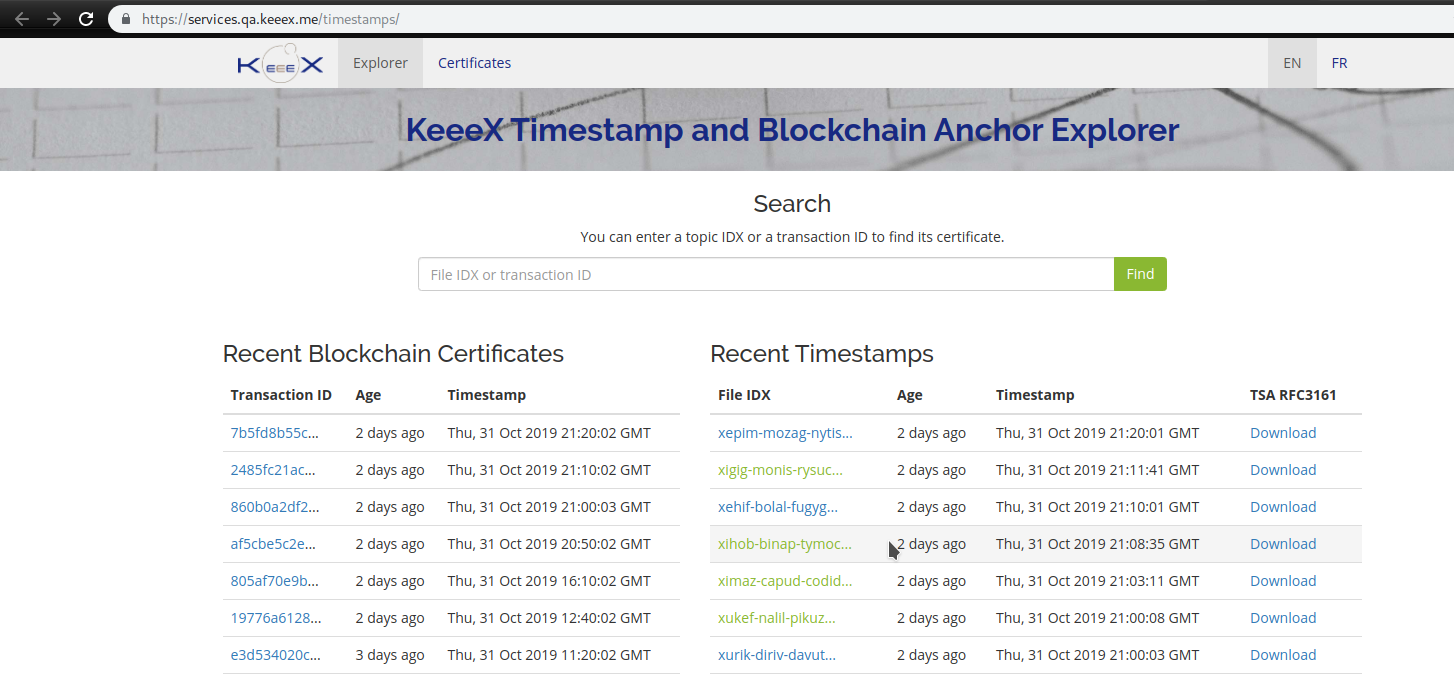 https://services.qa.keeex.me/timestamps/
KeeeX Explorer Certificates EN FR
KeeeX Timestamp and Blockchain Anchor Explorer
Search
You can enter a topic IDX or a transaction ID to find its certificate.
File IDX or transaction ID Find
Recent Blockchain Certificates
Transaction ID Age Timestamp
7b5fd8b55c... 2 days ago Thu, 31 Oct 2019 21:20:02 GMT
2485fc21ac... 2 days ago Thu, 31 Oct 2019 21:10:02 GMT
860b0a2df2... 2 days ago Thu, 31 Oct 2019 21:00:03 GMT
af5cbe5c2e... 2 days ago Thu, 31 Oct 2019 20:50:02 GMT
805af70e9b... 2 days ago Thu, 31 Oct 2019 16:10:02 GMT
19776a6128... 2 days ago Thu, 31 Oct 2019 12:40:02 GMT
e3d534020c... 3 days ago Thu, 31 Oct 2019 11:20:02 GMT
Recent Timestamps
File IDX Age Timestamp TSA RFC3161
xepim-mozag-nytis... 2 days ago Thu, 31 Oct 2019 21:20:01 GMT Download
xigig-monis-rysuc... 2 days ago Thu, 31 Oct 2019 21:11:41 GMT Download
xehif-bolal-fugyg... 2 days ago Thu, 31 Oct 2019 21:10:01 GMT Download
xihob-binap-tymoc... 2 days ago Thu, 31 Oct 2019 21:08:35 GMT Download
ximaz-capud-codid... 2 days ago Thu, 31 Oct 2019 21:03:11 GMT Download
xukef-nalil-pikuz... 2 days ago Thu, 31 Oct 2019 21:00:08 GMT Download
xurik-diriv-davut... 2 days ago Thu, 31 Oct 2019 21:00:03 GMT Download